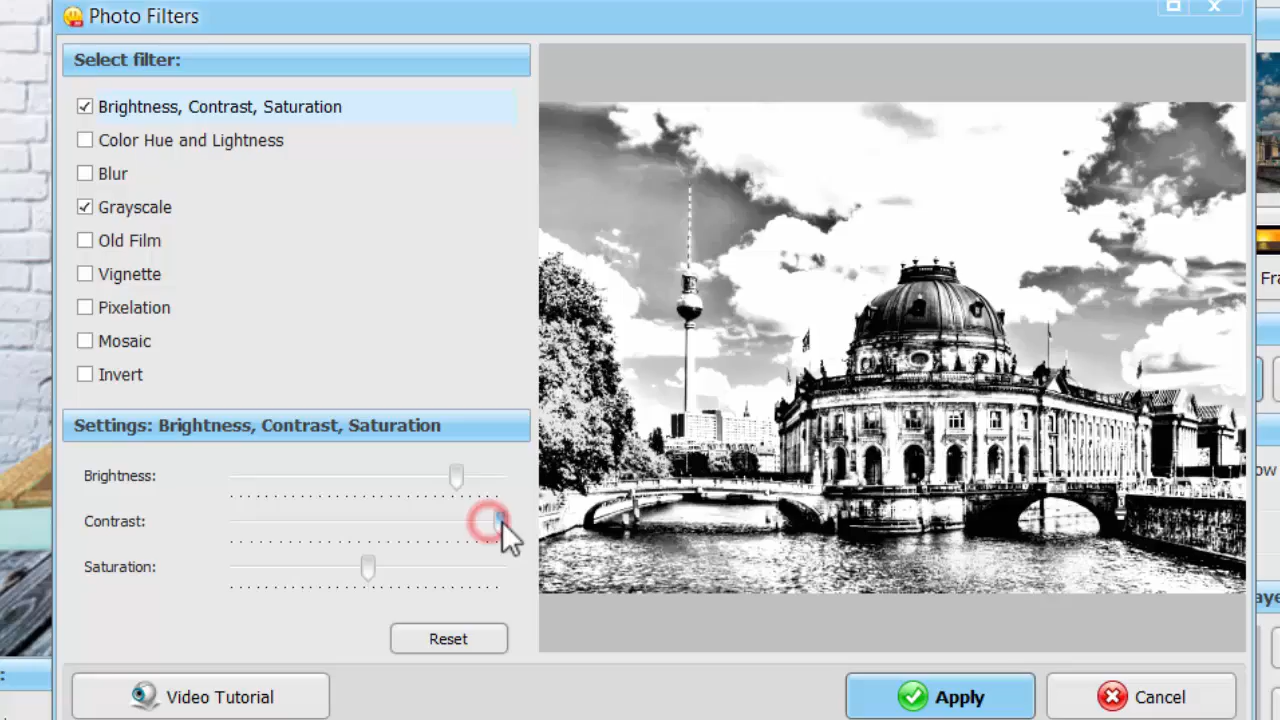 Photo Filters
Select filter:
Brightness, Contrast, Saturation
Color Hue and Lightness
Blur
Grayscale
Old Film
Vignette
Pixelation
Mosaic
Invert
Settings: Brightness, Contrast, Saturation
Brightness:
Contrast:
Saturation:
Reset
Video Tutorial
Apply
Cancel